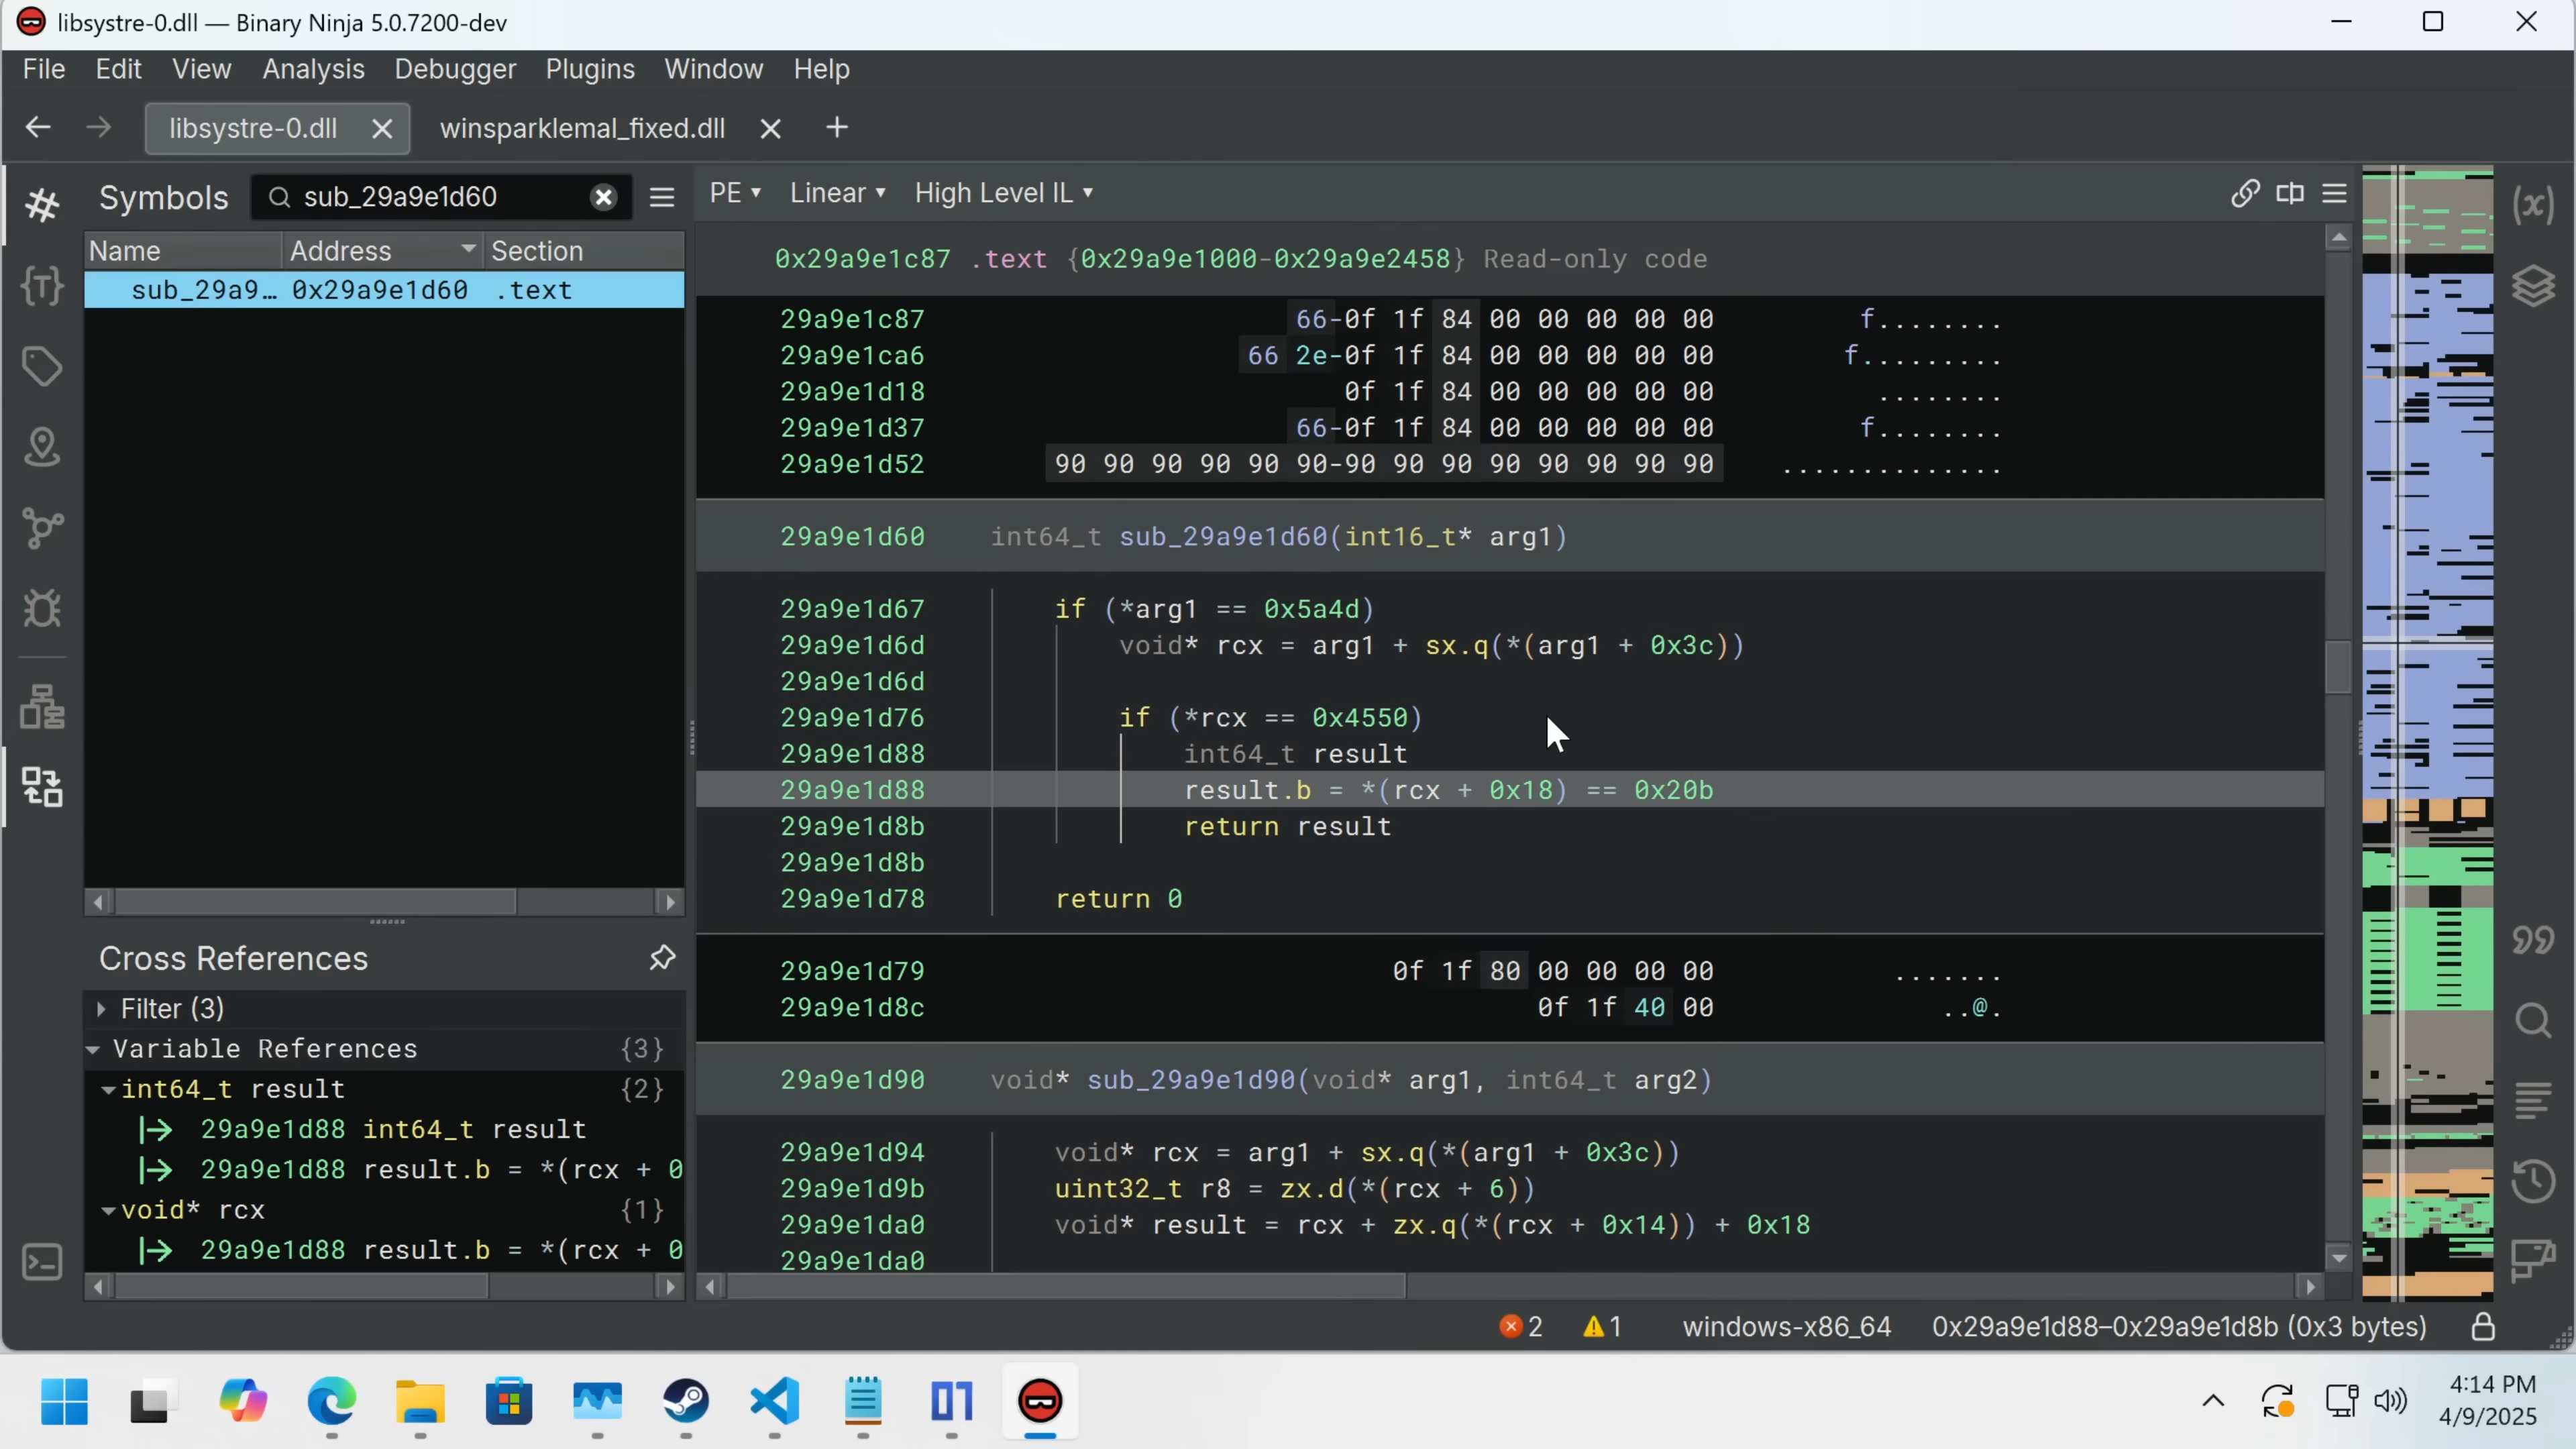 libsystre-0.dll — Binary Ninja 5.0.7200-dev
File Edit View Analysis Debugger Plugins Window Help
libsystre-0.dll winsparklemal_fixed.dll
Symbols sub_29a9e1d60 PE Linear High Level IL
Name Address Section
sub_29a9… 0x29a9e1d60 .text
0x29a9e1c87 .text {0x29a9e1000-0x29a9e2458} Read-only code
29a9e1c87 66-0f 1f 84 00 00 00 00 00 f........
29a9e1ca6 66 2e-0f 1f 84 00 00 00 00 00 f.........
29a9e1d18 0f 1f 84 00 00 00 00 00 ........
29a9e1d37 66-0f 1f 84 00 00 00 00 00 f........
29a9e1d52 90 90 90 90 90 90-90 90 90 90 90 90 90 90 ..............
29a9e1d60 int64_t sub_29a9e1d60(int16_t* arg1)
29a9e1d67 if (*arg1 == 0x5a4d)
29a9e1d6d void* rcx = arg1 + sx.q(*(arg1 + 0x3c))
29a9e1d6d
29a9e1d76 if (*rcx == 0x4550)
29a9e1d88 int64_t result
29a9e1d88 result.b = *(rcx + 0x18) == 0x20b
29a9e1d8b return result
29a9e1d8b
29a9e1d78 return 0
29a9e1d79 0f 1f 80 00 00 00 00 .......
29a9e1d8c 0f 1f 40 00 ..@.
29a9e1d90 void* sub_29a9e1d90(void* arg1, int64_t arg2)
29a9e1d94 void* rcx = arg1 + sx.q(*(arg1 + 0x3c))
29a9e1d9b uint32_t r8 = zx.d(*(rcx + 6))
29a9e1da0 void* result = rcx + zx.q(*(rcx + 0x14)) + 0x18
29a9e1da0
Cross References
Filter (3)
Variable References {3}
int64_t result {2}
29a9e1d88 int64_t result
29a9e1d88 result.b = *(rcx + 0
void* rcx {1}
29a9e1d88 result.b = *(rcx + 0
2 1 windows-x86_64 0x29a9e1d88–0x29a9e1d8b (0x3 bytes)
4:14 PM
4/9/2025